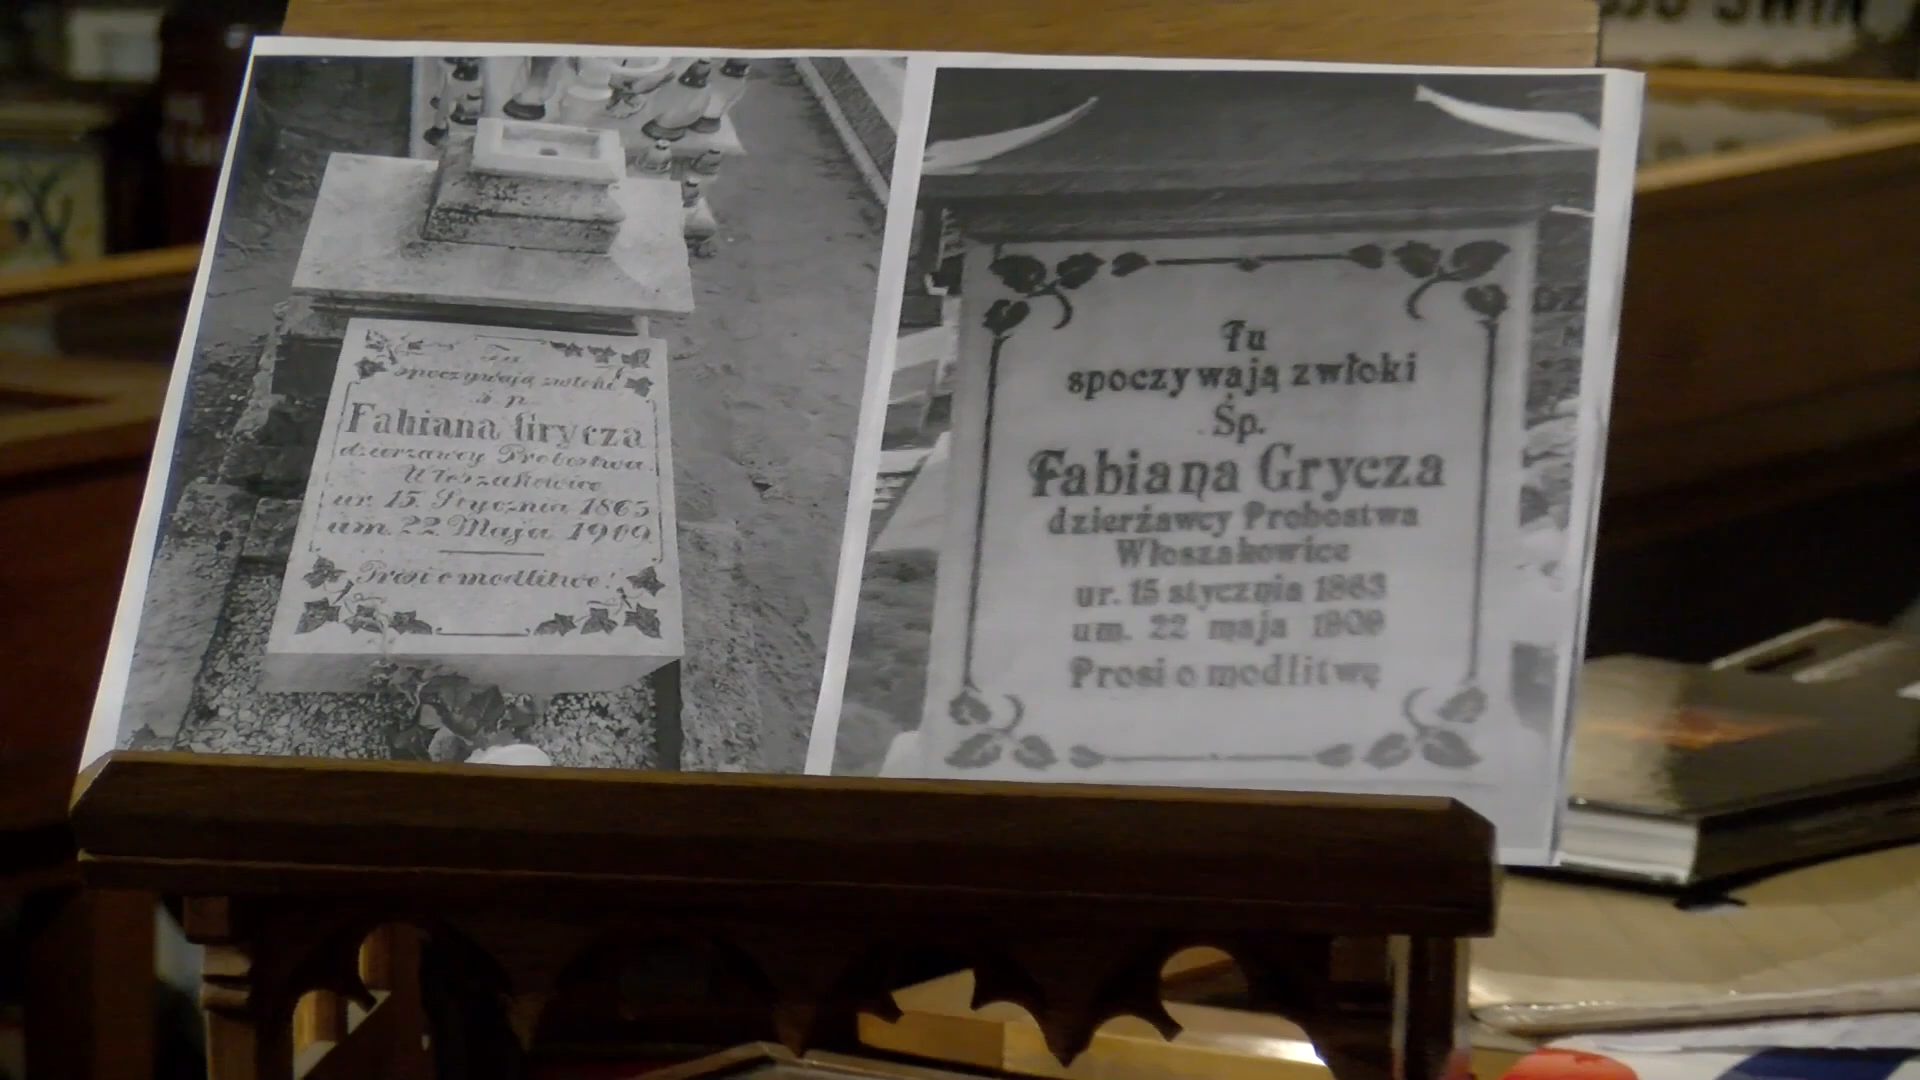 Tu
spoczywają zwłoki
ś p.
Fabiana Grycza
dzierzawcy Probostwa
Włoszakowice
ur. 15. Stycznia 1863
um. 22. Maja 1909
Prosi o modlitwę!
Tu
spoczywają zwłoki
Śp.
Fabiana Grycza
dzierżawcy Probostwa
Włoszakowice
ur. 15 stycznia 1863
um. 22 maja 1909
Prosi o modlitwę